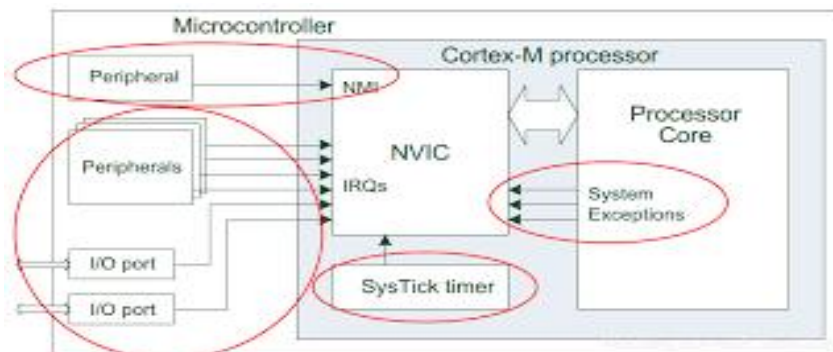 Microcontroller
Cortex-M processor
Peripheral
NMI
Processor
Core
NVIC
Peripherals
IRQs
System
Exceptions
I/O port
SysTick timer
I/O port